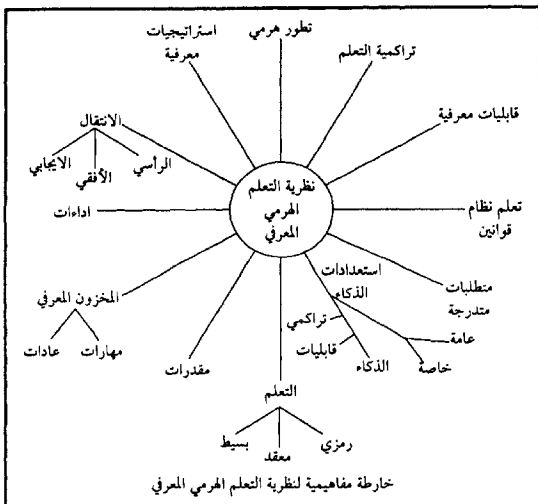 تطور هرمي
استراتيجيات
معرفية
تراكمية التعلم
قابليات معرفية
الانتقال
الرأسي
الأفقي
الايجابي
نظرية التعلم
الهرمي
المعرفي
تعلم نظام
قوانين
اداءات
استعدادات
الذكاء
متطلبات
متدرجة
المخزون المعرفي
مهارات
عادات
تراكمي
قابليات
الذكاء
عامة
خاصة
مقدرات
التعلم
رمزي
معقد
بسيط
خارطة مفاهيمية لنظرية التعلم الهرمي المعرفي